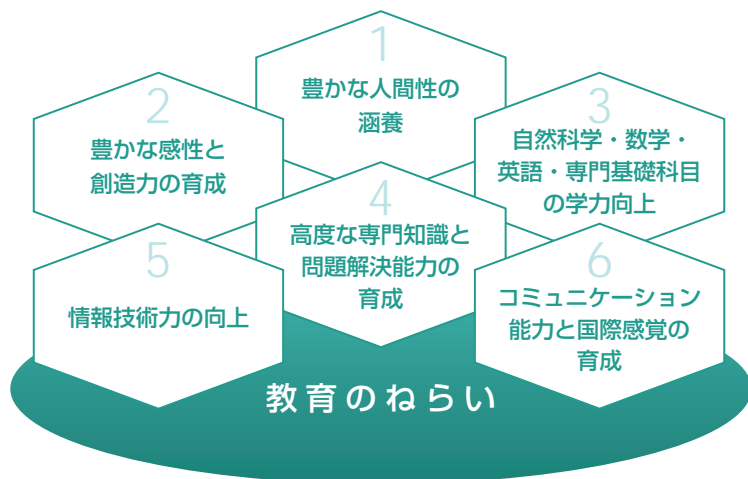 1
豊かな人間性の
涵養
2
豊かな感性と
創造力の育成
3
自然科学・数学・
英語・専門基礎科目
の学力向上
4
高度な専門知識と
問題解決能力の
育成
5
情報技術力の向上
6
コミュニケーション
能力と国際感覚の
育成
教育のねらい